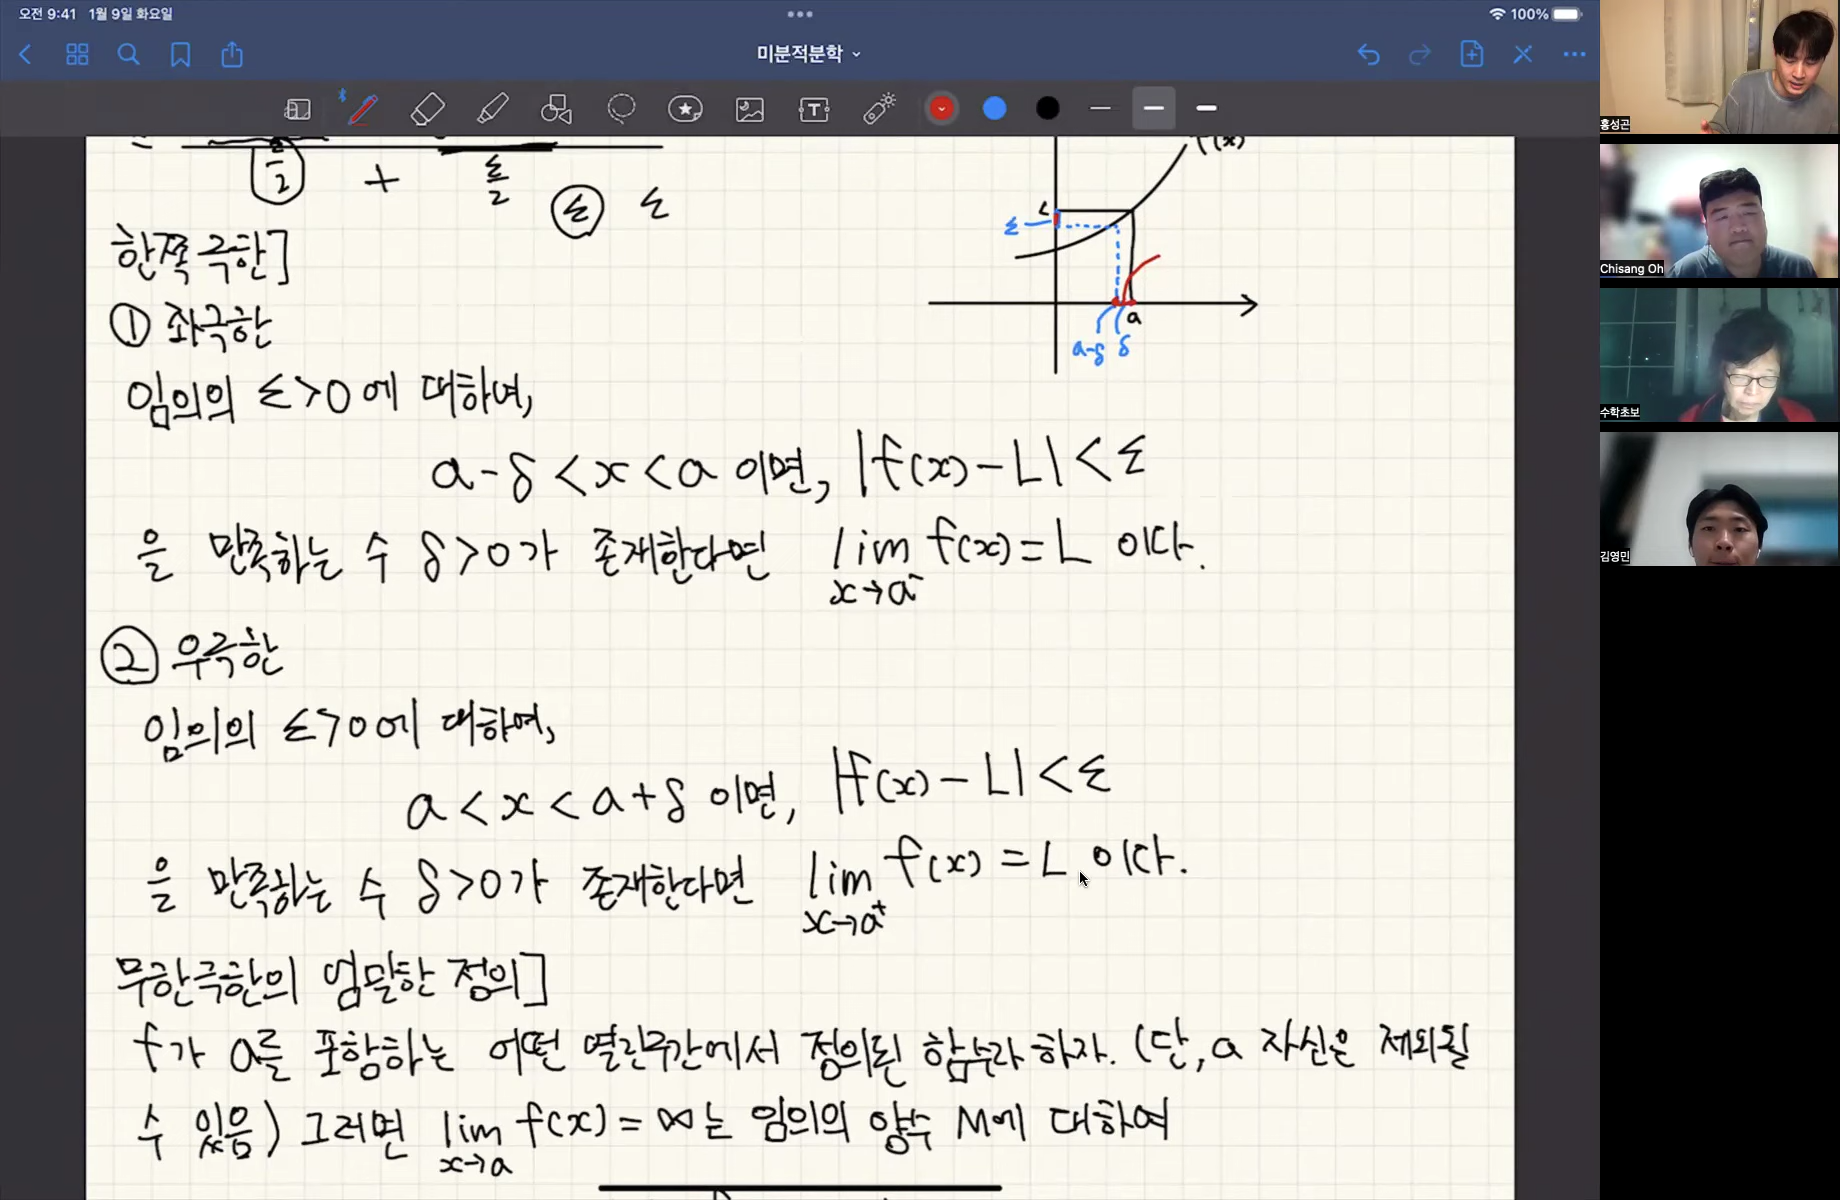 오전 9:41 1월 9일 화요일
100%
미분적분학
2 + ε/2 ε ε
f(x)
L
ε
a
a-δ δ
한쪽 극한]
① 좌극한
임의의 ε>0에 대하여,
a-δ<x<a 이면, |f(x)-L|<ε
을 만족하는 수 δ>0가 존재한다면 lim f(x)=L 이다.
x→a⁻
② 우극한
임의의 ε>0에 대하여,
a<x<a+δ 이면, |f(x)-L|<ε
을 만족하는 수 δ>0가 존재한다면 lim f(x)=L 이다.
x→a⁺
무한극한의 엄밀한 정의]
f가 a를 포함하는 어떤 열린구간에서 정의된 함수라 하자. (단, a 자신은 제외될
수 있음) 그러면 lim f(x)=∞는 임의의 양수 M에 대하여
x→a
홍성곤
Chisang Oh
수학초보
김영민